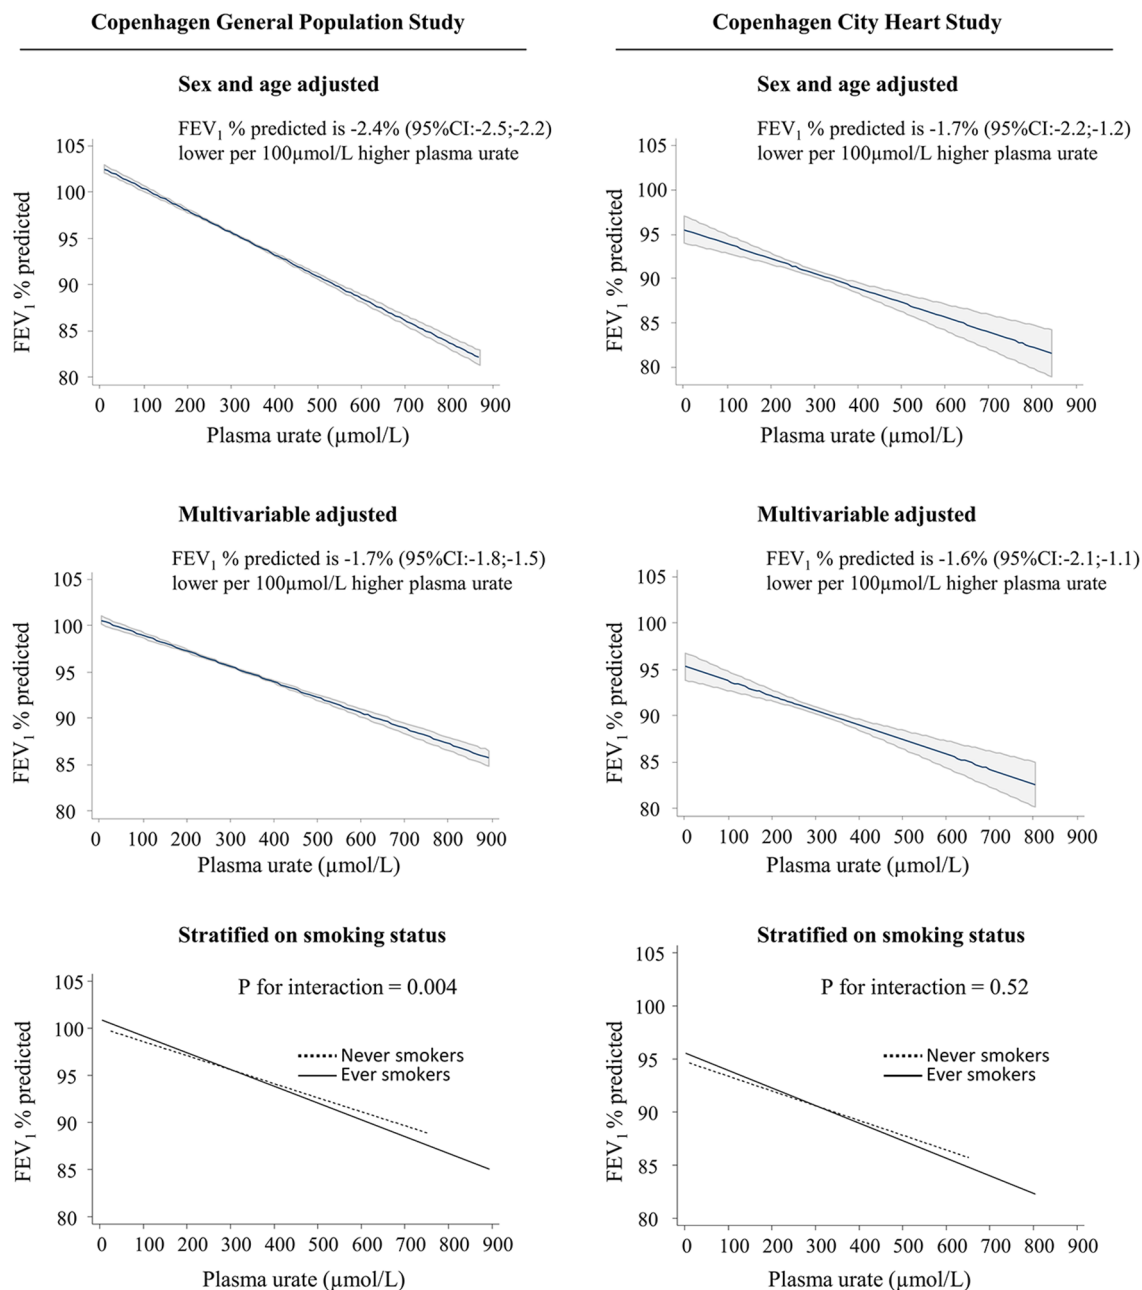 Copenhagen General Population Study
Copenhagen City Heart Study
Sex and age adjusted
FEV₁ % predicted is -2.4% (95%CI:-2.5;-2.2)
lower per 100µmol/L higher plasma urate
FEV₁ % predicted
105
100
95
90
85
80
0 100 200 300 400 500 600 700 800 900
Plasma urate (µmol/L)
Sex and age adjusted
FEV₁ % predicted is -1.7% (95%CI:-2.2;-1.2)
lower per 100µmol/L higher plasma urate
FEV₁ % predicted
105
100
95
90
85
80
0 100 200 300 400 500 600 700 800 900
Plasma urate (µmol/L)
Multivariable adjusted
FEV₁ % predicted is -1.7% (95%CI:-1.8;-1.5)
lower per 100µmol/L higher plasma urate
FEV₁ % predicted
105
100
95
90
85
80
0 100 200 300 400 500 600 700 800 900
Plasma urate (µmol/L)
Multivariable adjusted
FEV₁ % predicted is -1.6% (95%CI:-2.1;-1.1)
lower per 100µmol/L higher plasma urate
FEV₁ % predicted
105
100
95
90
85
80
0 100 200 300 400 500 600 700 800 900
Plasma urate (µmol/L)
Stratified on smoking status
P for interaction = 0.004
Never smokers
Ever smokers
FEV₁ % predicted
105
100
95
90
85
80
0 100 200 300 400 500 600 700 800 900
Plasma urate (µmol/L)
Stratified on smoking status
P for interaction = 0.52
Never smokers
Ever smokers
FEV₁ % predicted
105
100
95
90
85
80
0 100 200 300 400 500 600 700 800 900
Plasma urate (µmol/L)